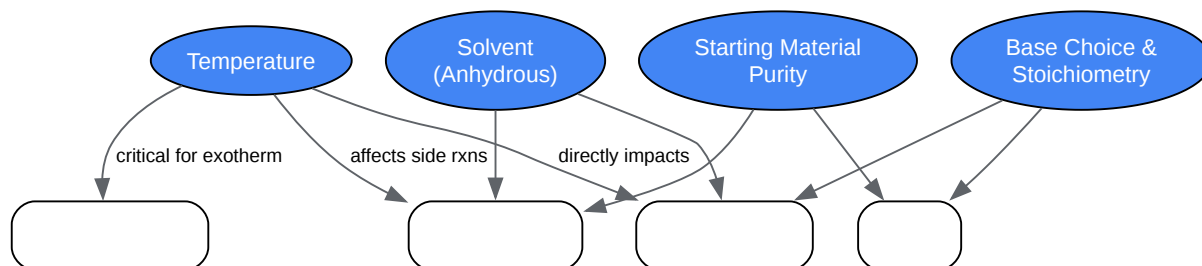 Temperature
Solvent
(Anhydrous)
Starting Material
Purity
Base Choice &
Stoichiometry
critical for exotherm
affects side rxns
directly impacts